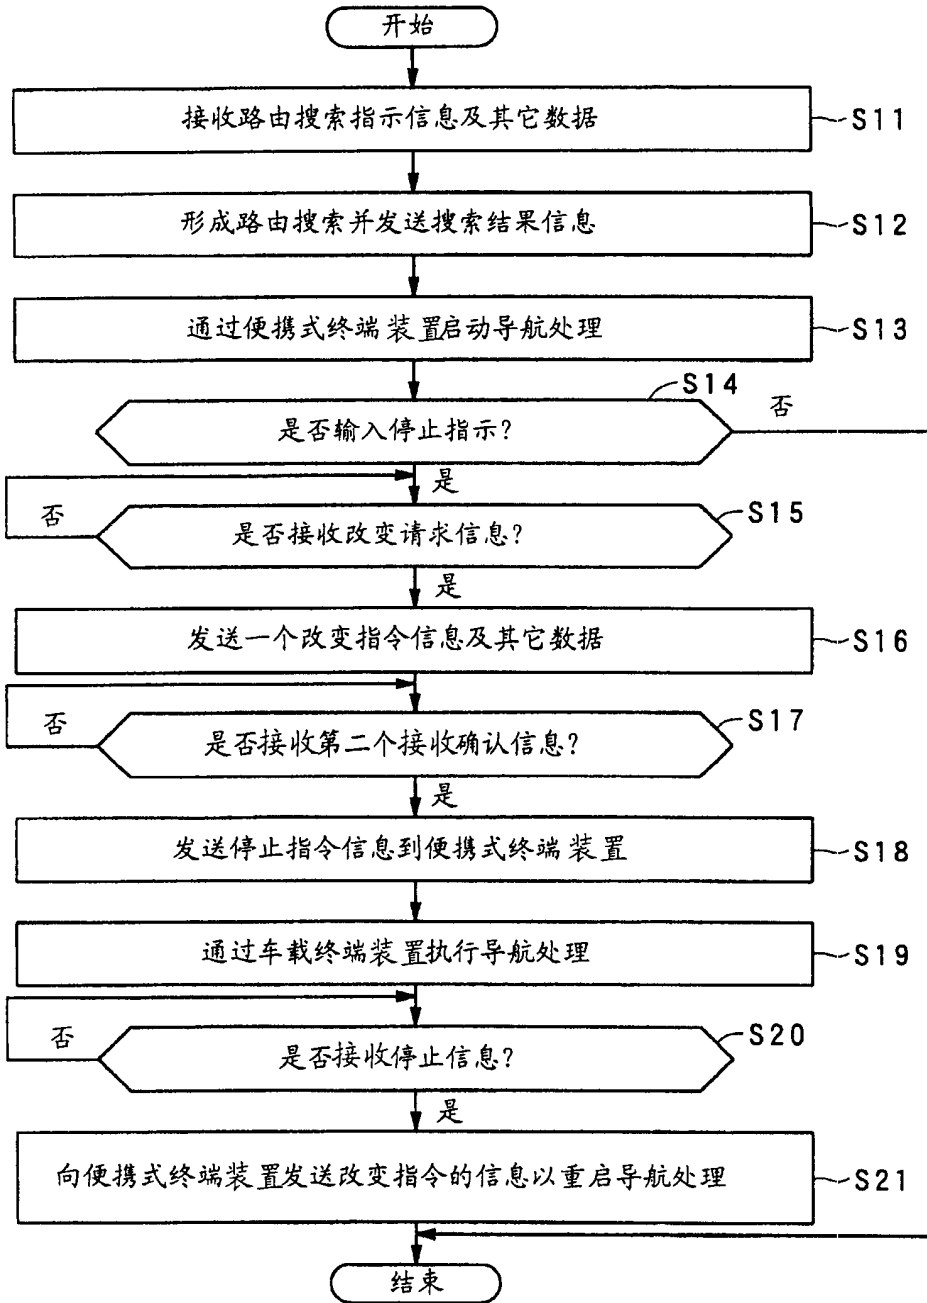 开始
接收路由搜索指示信息及其它数据
S11
形成路由搜索并发送搜索结果信息
S12
通过便携式终端装置启动导航处理
S13
S14
是否输入停止指示?
否
是
否
是否接收改变请求信息?
S15
是
发送一个改变指令信息及其它数据
S16
否
是否接收第二个接收确认信息?
S17
是
发送停止指令信息到便携式终端装置
S18
通过车载终端装置执行导航处理
S19
否
是否接收停止信息?
S20
是
向便携式终端装置发送改变指令的信息以重启导航处理
S21
结束